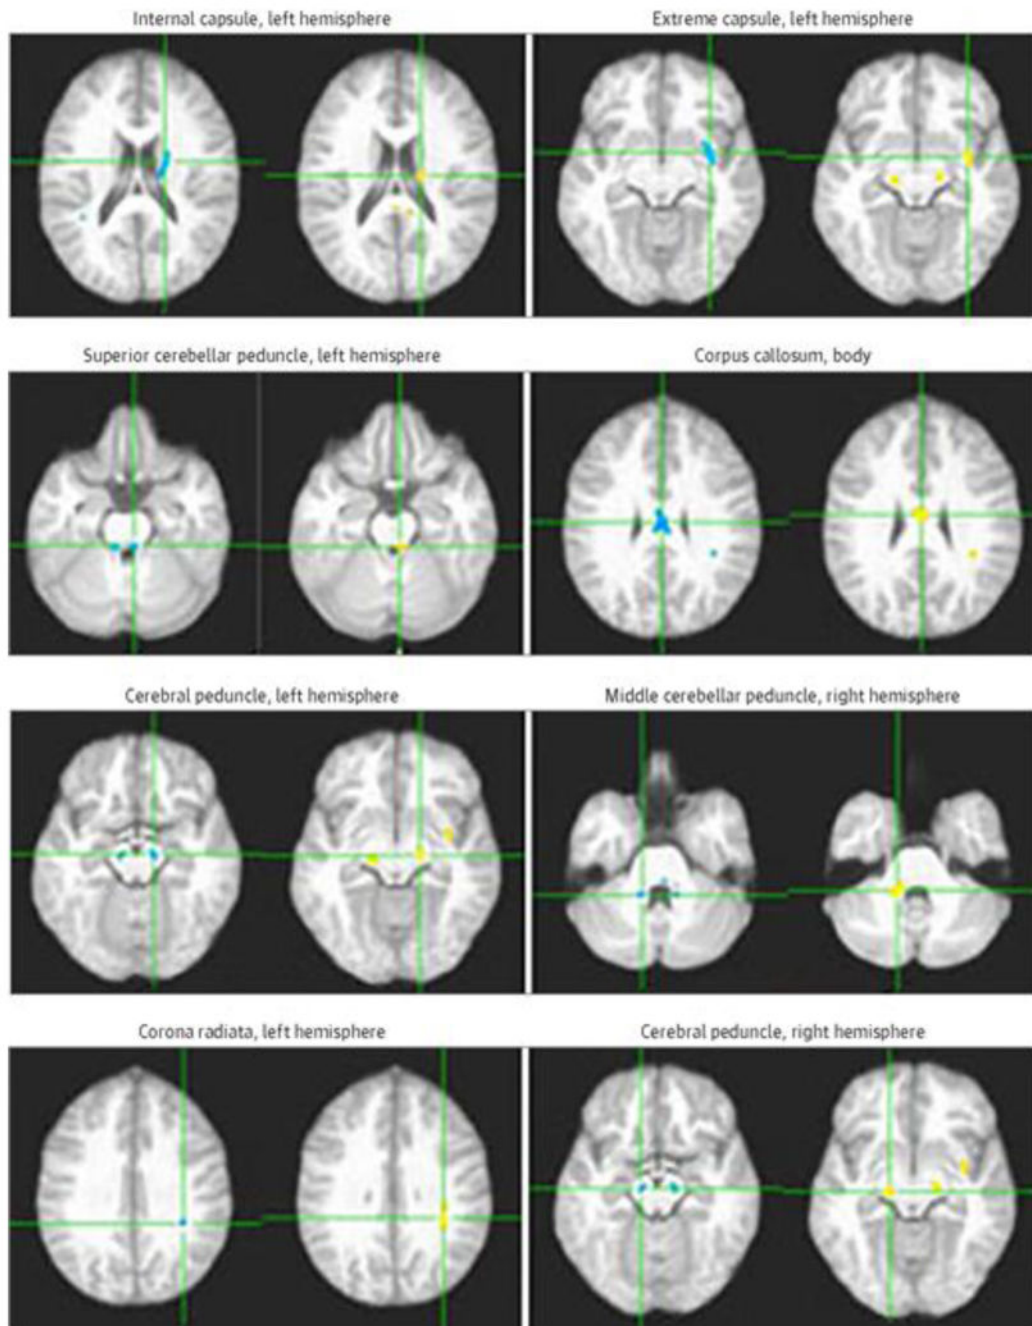 Internal capsule, left hemisphere
Extreme capsule, left hemisphere
Superior cerebellar peduncle, left hemisphere
Corpus callosum, body
Cerebral peduncle, left hemisphere
Middle cerebellar peduncle, right hemisphere
Corona radiata, left hemisphere
Cerebral peduncle, right hemisphere